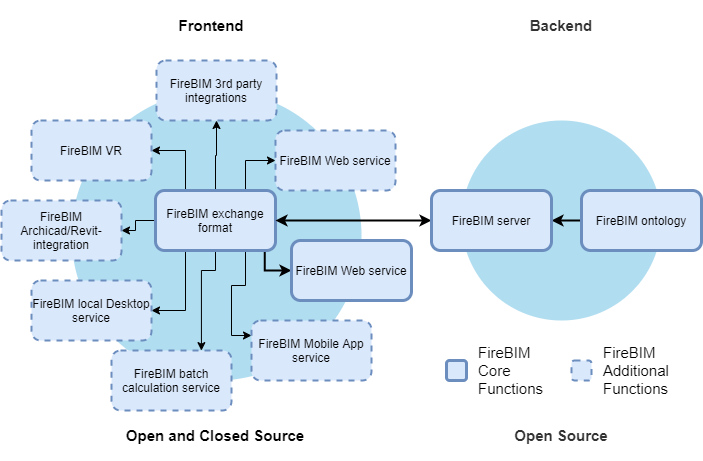 Frontend
Backend
FireBIM 3rd party
integrations
FireBIM VR
FireBIM Web service
FireBIM
Archicad/Revit-
integration
FireBIM exchange
format
FireBIM server
FireBIM ontology
FireBIM Web service
FireBIM local Desktop
service
FireBIM Mobile App
service
FireBIM batch
calculation service
FireBIM
Core
Functions
FireBIM
Additional
Functions
Open and Closed Source
Open Source